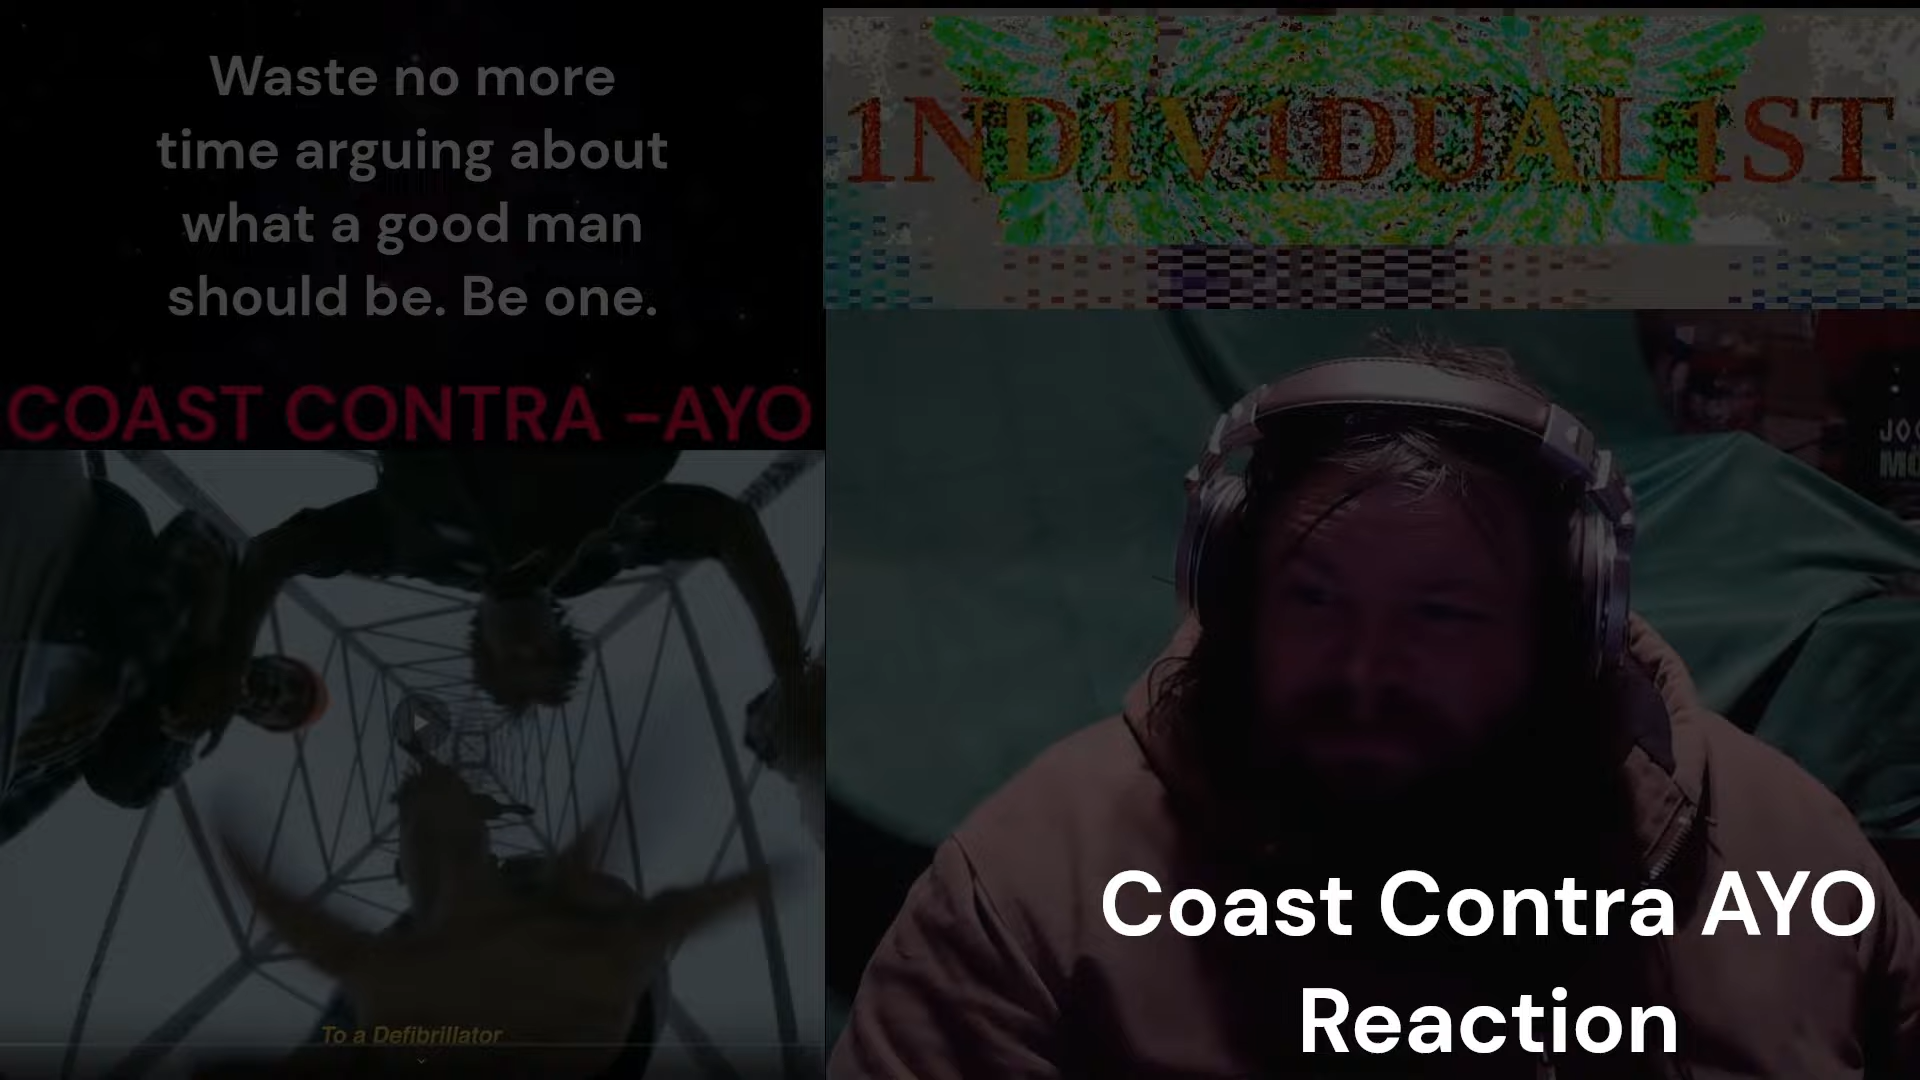 Waste no more
time arguing about
what a good man
should be. Be one.
COAST CONTRA -AYO
1ND1V1DUAL1ST
To a Defibrillator
Coast Contra AYO
Reaction